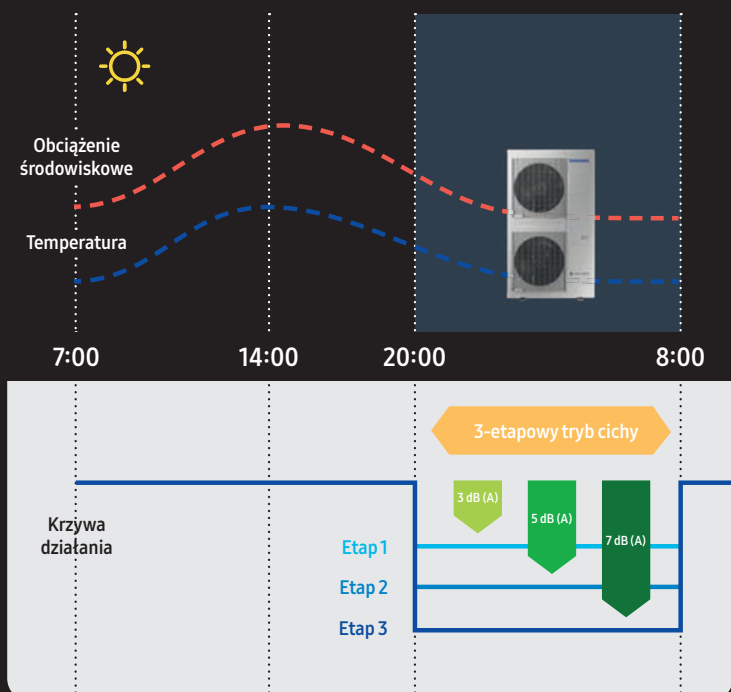 Obciążenie
środowiskowe
Temperatura
7:00
14:00
20:00
8:00
3-etapowy tryb cichy
3 dB (A)
5 dB (A)
7 dB (A)
Krzywa
działania
Etap 1
Etap 2
Etap 3